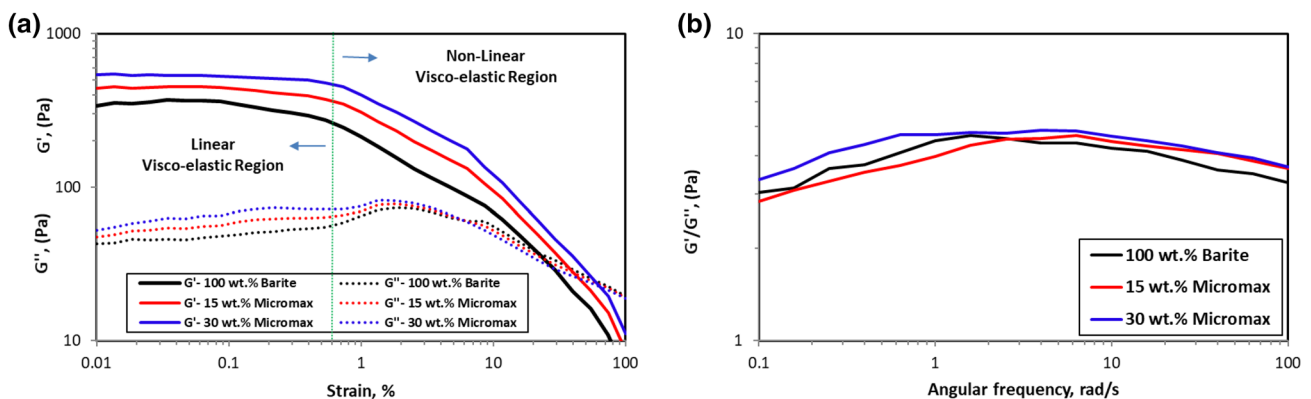 (a)
1000
100
10
G', (Pa)
G'', (Pa)
Non-Linear
Visco-elastic Region
Linear
Visco-elastic Region
G'- 100 wt.% Barite
G''- 100 wt.% Barite
G'- 15 wt.% Micromax
G''- 15 wt.% Micromax
G'- 30 wt.% Micromax
G''- 30 wt.% Micromax
0.01
0.1
1
10
100
Strain, %
(b)
10
1
G'/G'', (Pa)
100 wt.% Barite
15 wt.% Micromax
30 wt.% Micromax
0.1
1
10
100
Angular frequency, rad/s